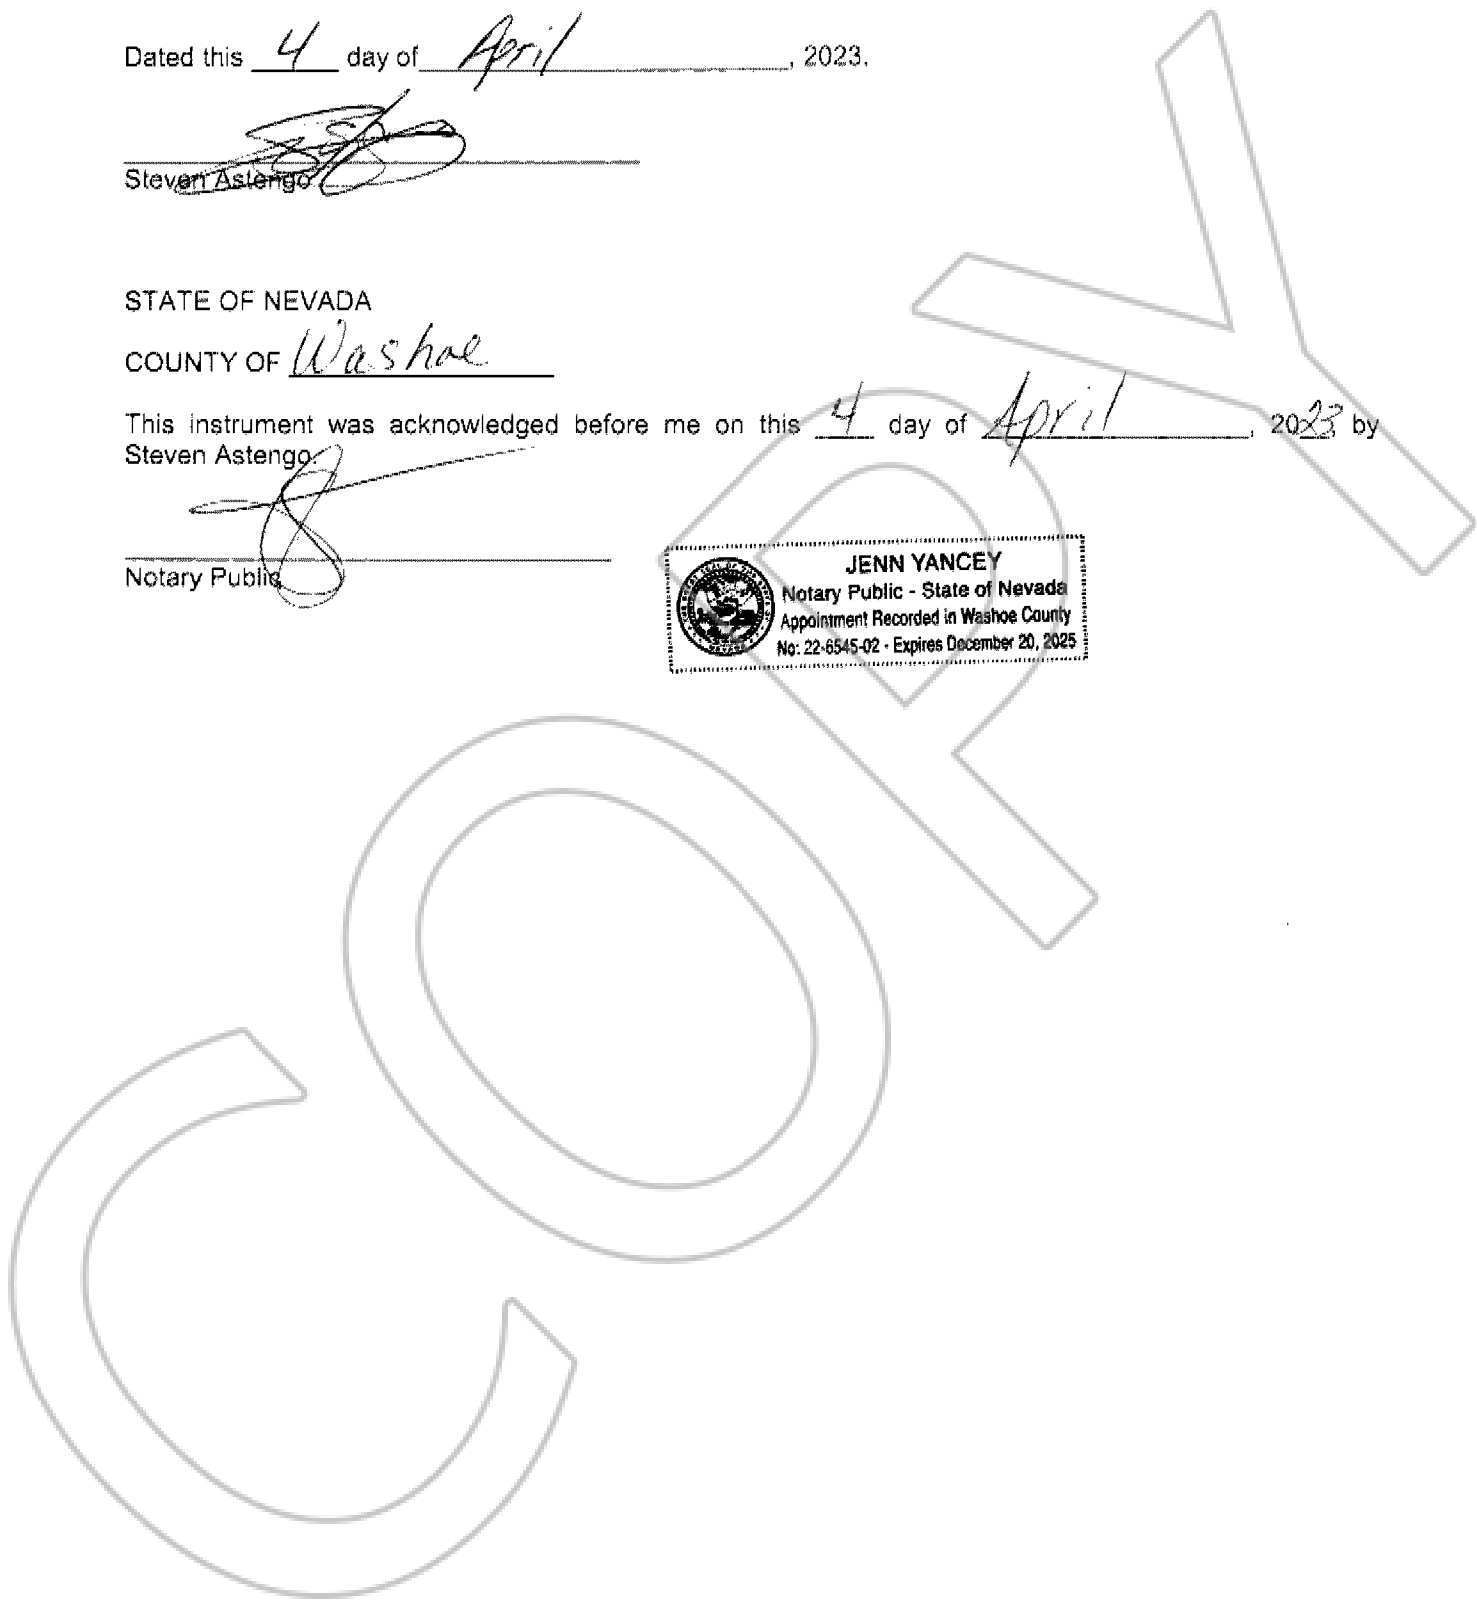 Dated this 4 day of April, 2023.
Steven Astengo
STATE OF NEVADA
COUNTY OF Washoe
This instrument was acknowledged before me on this 4 day of April, 2023 by
Steven Astengo.
Notary Public
JENN YANCEY
Notary Public - State of Nevada
Appointment Recorded in Washoe County
No: 22-6545-02 - Expires December 20, 2025
COPY